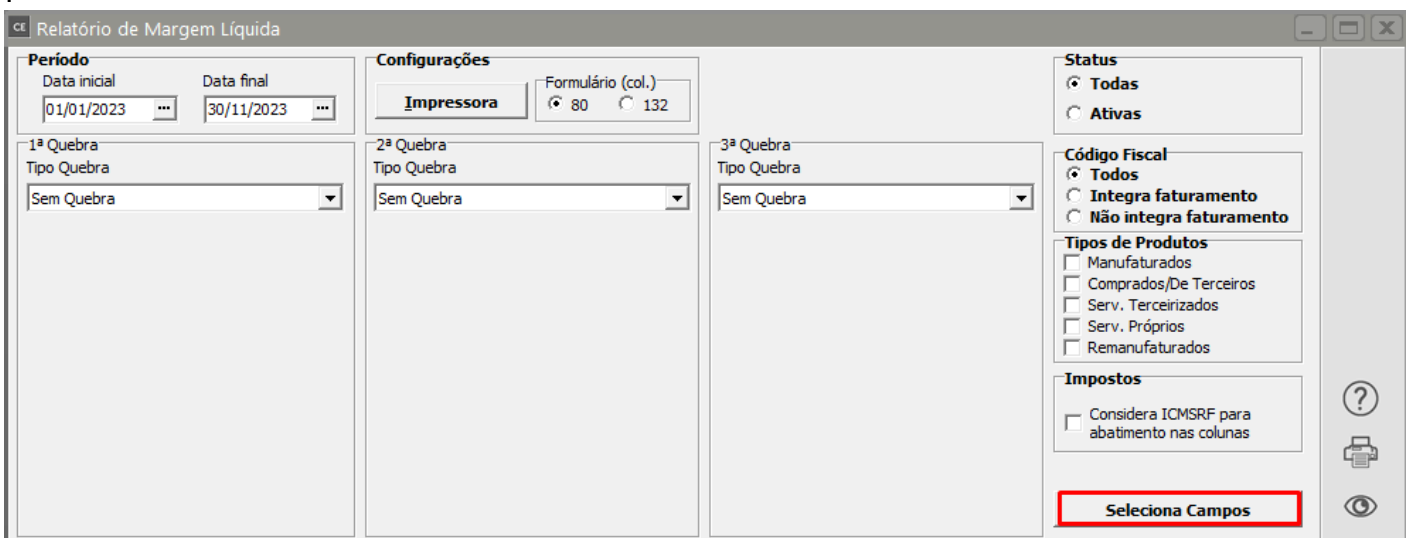 CE Relatório de Margem Líquida
Período
Data inicial Data final
01/01/2023 ... 30/11/2023 ...
Configurações
Impressora
Formulário (col.)
80 132
Status
Todas
Ativas
1ª Quebra
Tipo Quebra
Sem Quebra
2ª Quebra
Tipo Quebra
Sem Quebra
3ª Quebra
Tipo Quebra
Sem Quebra
Código Fiscal
Todos
Integra faturamento
Não integra faturamento
Tipos de Produtos
Manufaturados
Comprados/De Terceiros
Serv. Terceirizados
Serv. Próprios
Remanufaturados
Impostos
Considera ICMSRF para
abatimento nas colunas
Seleciona Campos
?